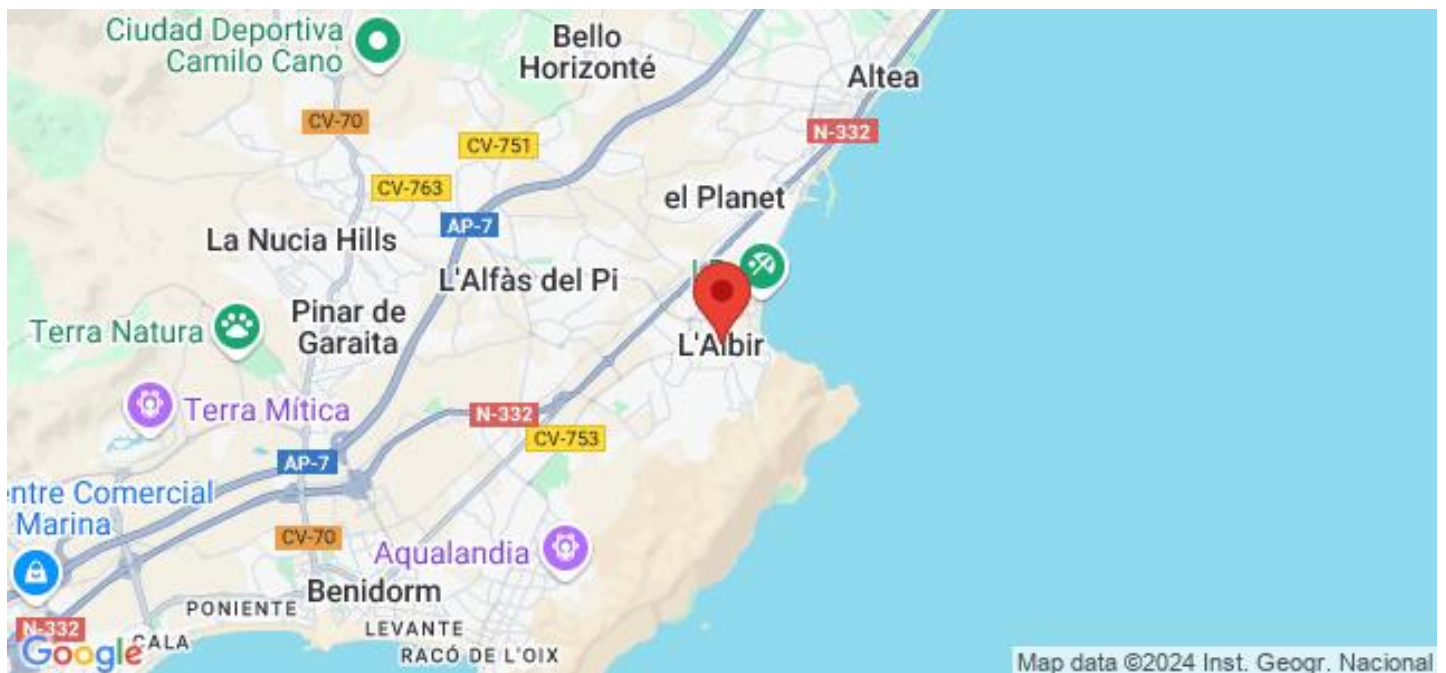 Ciudad Deportiva
Camilo Cano
Bello
Horizonté
Altea
CV-70
CV-751
N-332
CV-763
el Planet
AP-7
La Nucia Hills
L'Alfàs del Pi
Pinar de
Garaita
Terra Natura
L'Albir
Terra Mítica
N-332
CV-753
AP-7
entre Comercial
Marina
CV-70
Aqualandia
Benidorm
PONIENTE
LEVANTE
N-332
CALA
RACÓ DE L'OIX
Google
Map data ©2024 Inst. Geogr. Nacional